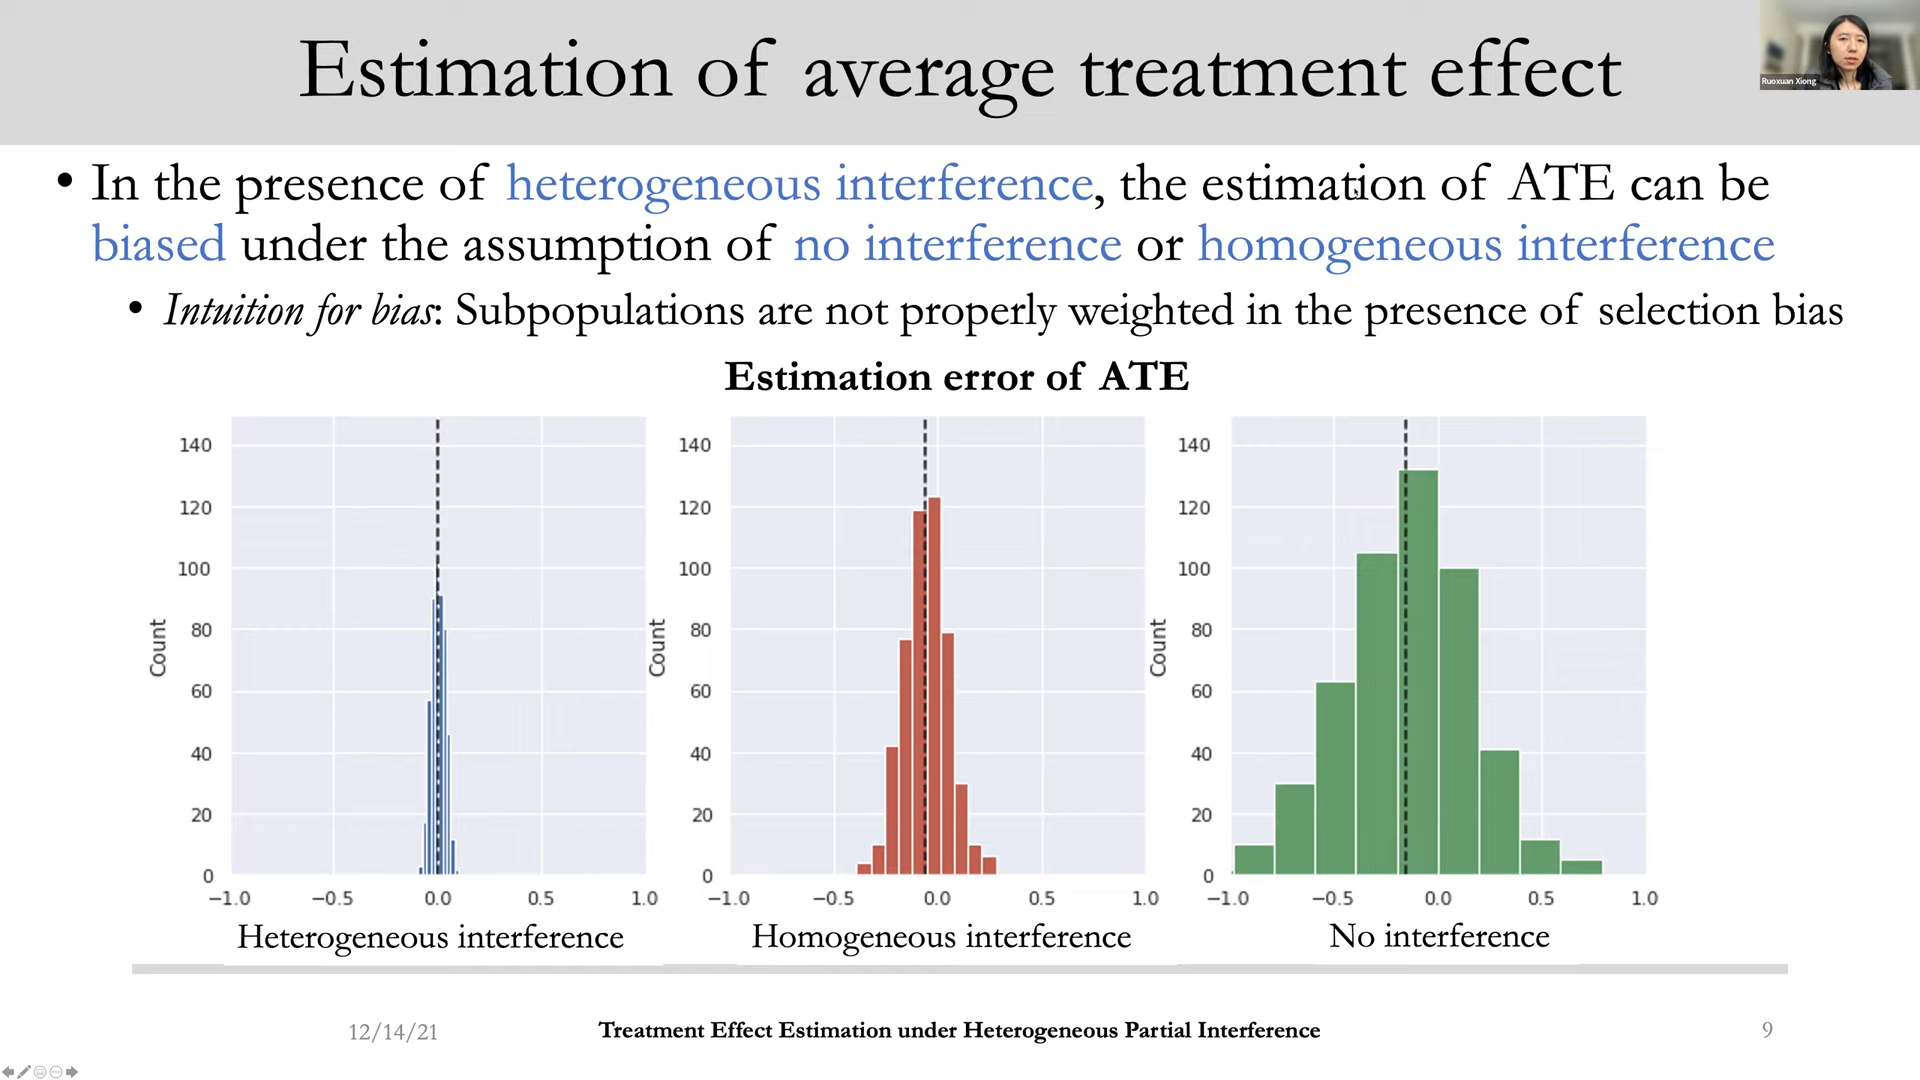 Estimation of average treatment effect
Ruoxuan Xiong
• In the presence of heterogeneous interference, the estimation of ATE can be
biased under the assumption of no interference or homogeneous interference
• Intuition for bias: Subpopulations are not properly weighted in the presence of selection bias
Estimation error of ATE
140
120
100
80
60
40
20
0
Count
−1.0 −0.5 0.0 0.5 1.0
Heterogeneous interference
140
120
100
80
60
40
20
0
Count
−1.0 −0.5 0.0 0.5 1.0
Homogeneous interference
140
120
100
80
60
40
20
0
Count
−1.0 −0.5 0.0 0.5 1.0
No interference
12/14/21
Treatment Effect Estimation under Heterogeneous Partial Interference
9